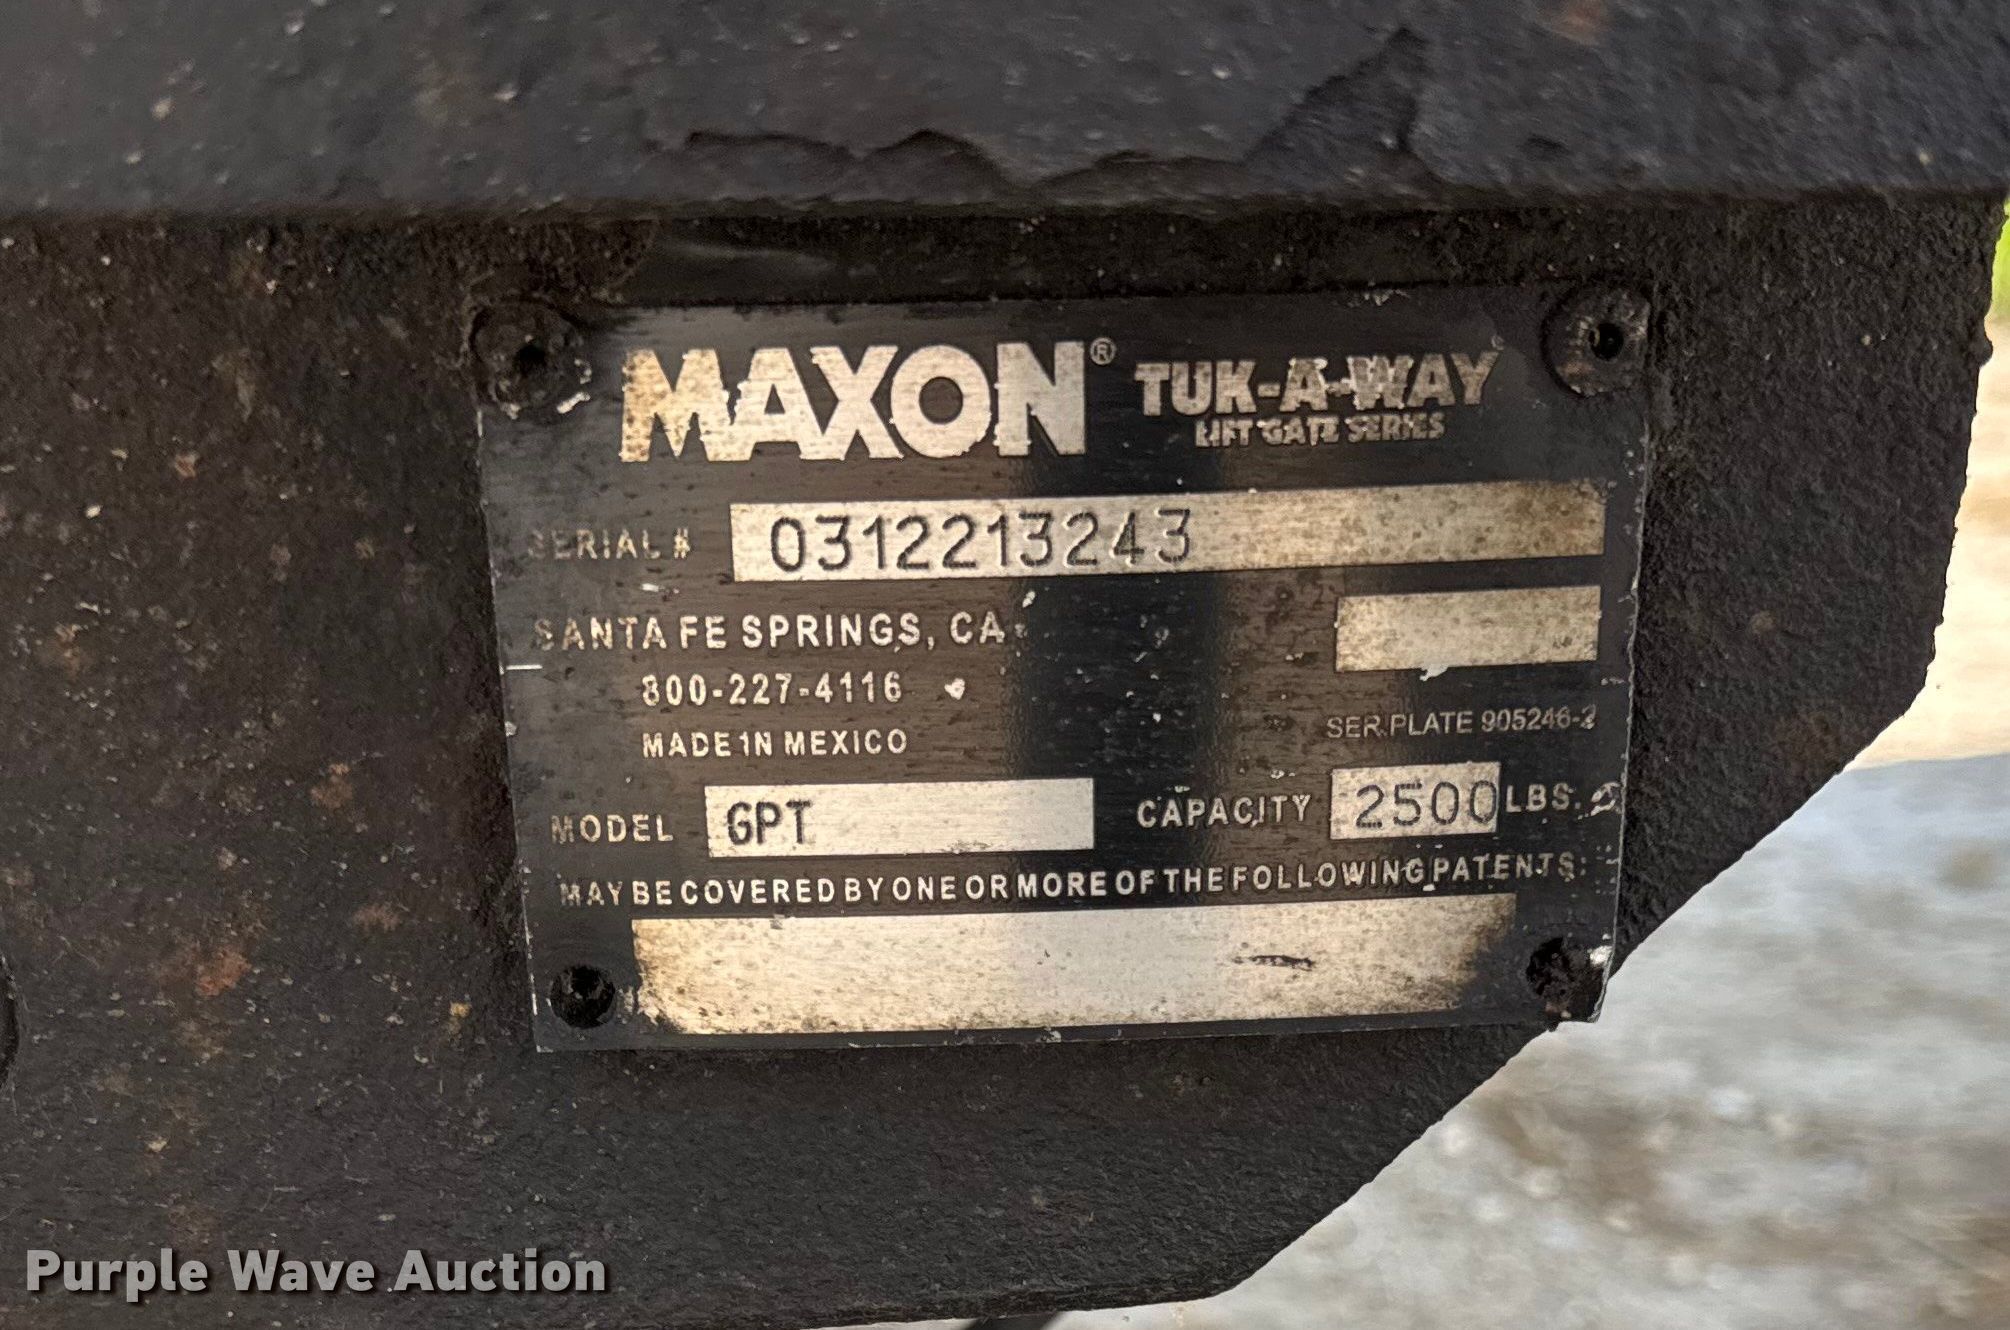 MAXON® TUK-A-WAY®
LIFT GATE SERIES
SERIAL # 0312213243
SANTA FE SPRINGS, CA.
800-227-4116
MADE IN MEXICO
SER.PLATE 905246-2
MODEL GPT CAPACITY 2500 LBS.
MAY BE COVERED BY ONE OR MORE OF THE FOLLOWING PATENTS:
Purple Wave Auction